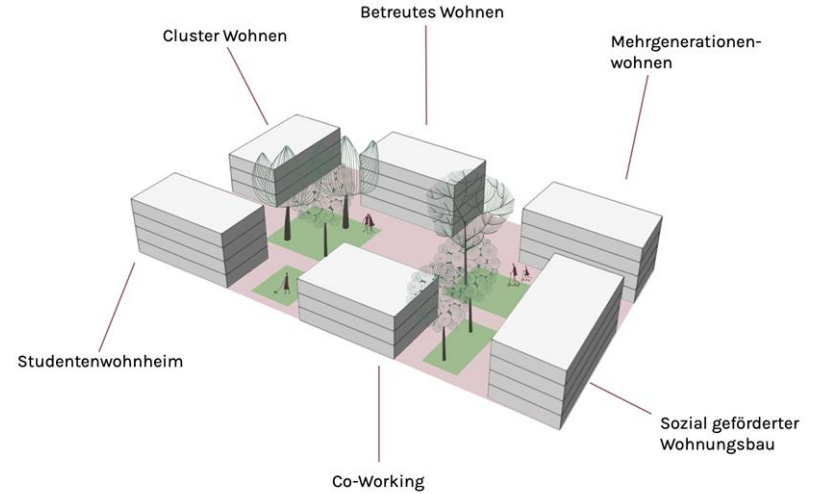 Betreutes Wohnen
Cluster Wohnen
Mehrgenerationen-
wohnen
Studentenwohnheim
Sozial geförderter
Wohnungsbau
Co-Working